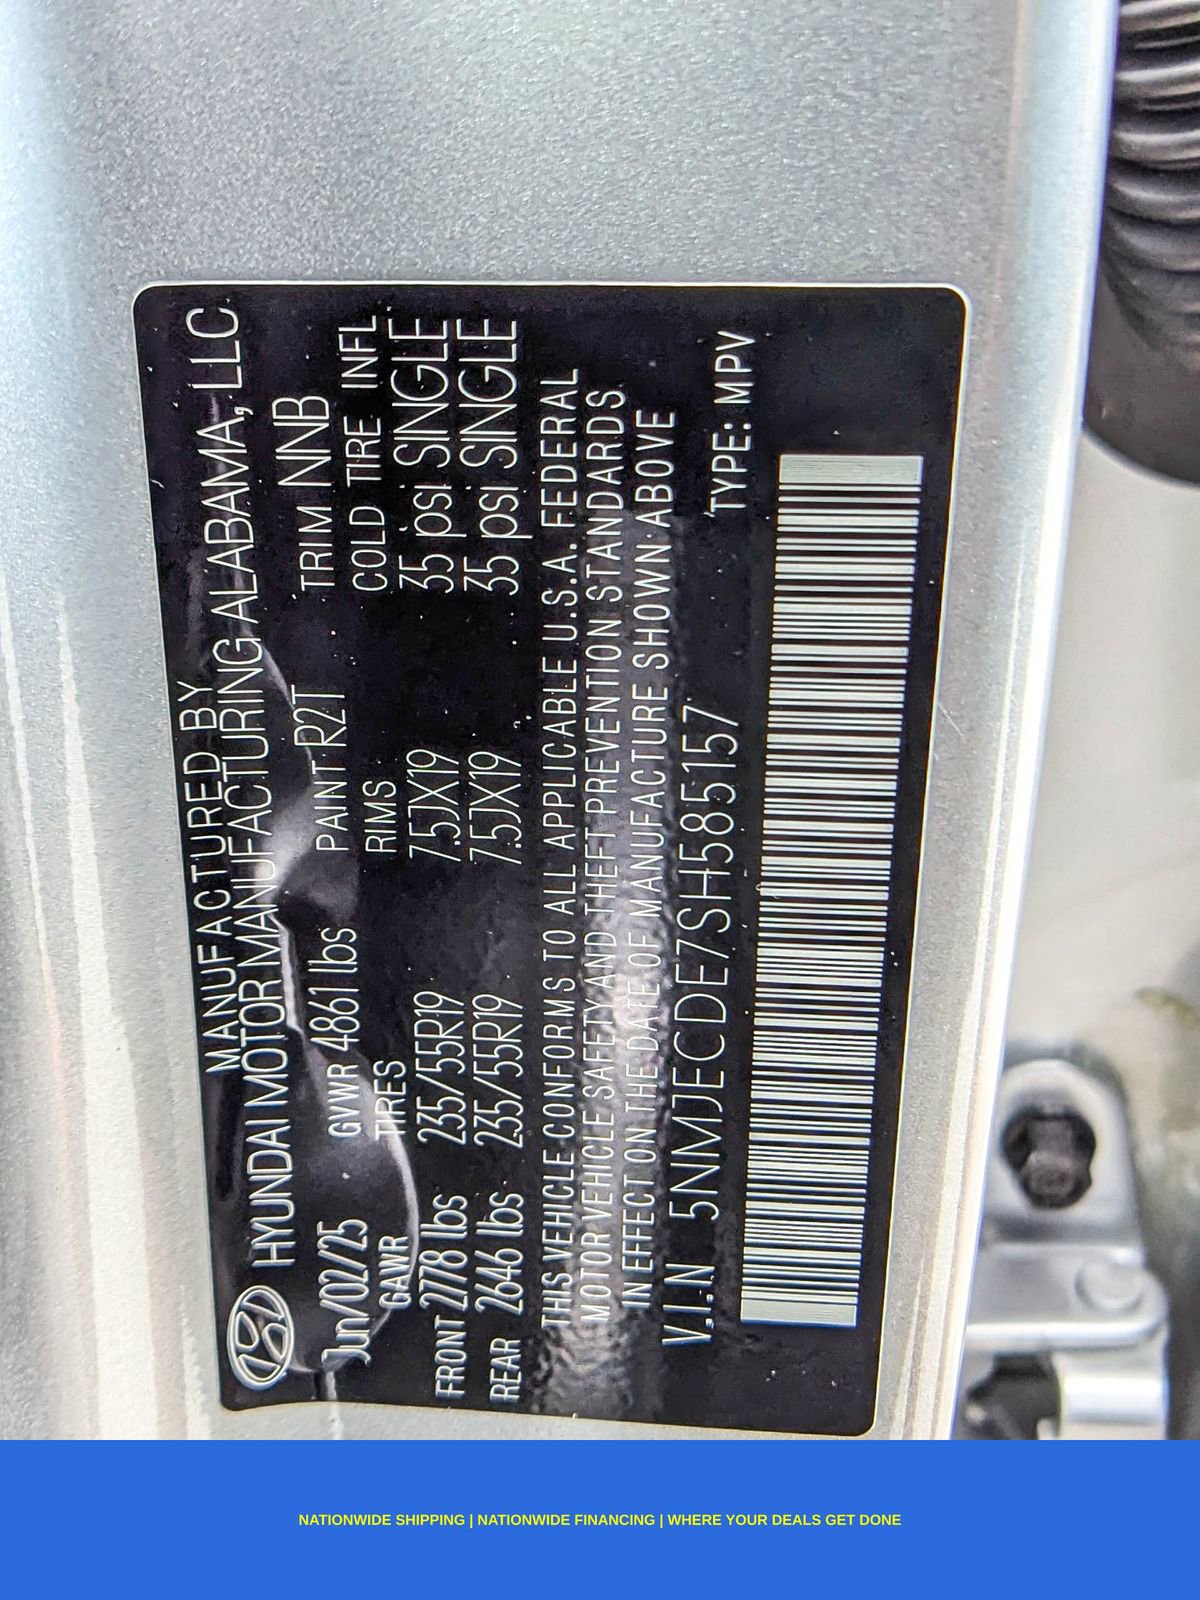 MANUFACTURED BY
HYUNDAI MOTOR MANUFACTURING ALABAMA, LLC
Jun/02/25 GVWR 4861 lbs PAINT R2T TRIM NNB
GAWR TIRES RIMS COLD TIRE INFL.
FRONT 2778 lbs 235/55R19 7.5JX19 35 psi SINGLE
REAR 2646 lbs 235/55R19 7.5JX19 35 psi SINGLE
THIS VEHICLE CONFORMS TO ALL APPLICABLE U.S.A. FEDERAL
MOTOR VEHICLE SAFETY AND THEFT PREVENTION STANDARDS
IN EFFECT ON THE DATE OF MANUFACTURE SHOWN ABOVE
V.I.N 5NMJECDE7SH585157 TYPE: MPV
NATIONWIDE SHIPPING | NATIONWIDE FINANCING | WHERE YOUR DEALS GET DONE